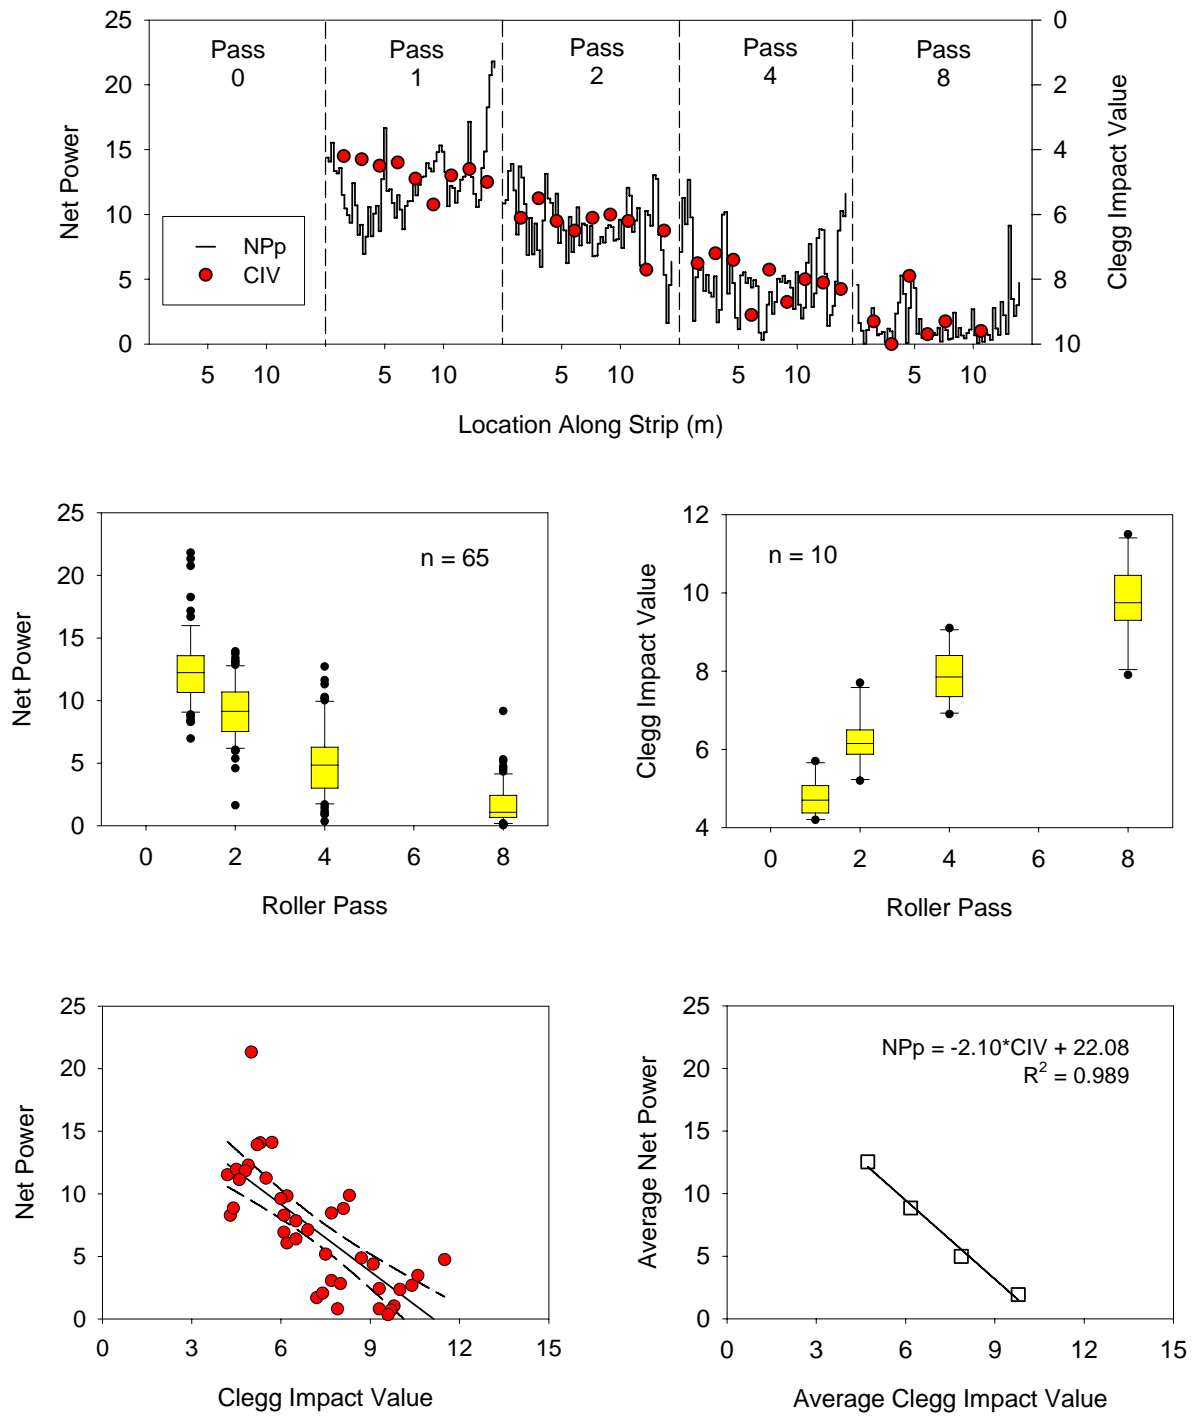 25
20
15
10
5
0
Net Power
Pass
0
Pass
1
Pass
2
Pass
4
Pass
8
0
2
4
6
8
10
Clegg Impact Value
NPp
CIV
5 10 5 10 5 10 5 10 5 10
Location Along Strip (m)
25
20
15
10
5
0
Net Power
n = 65
0 2 4 6 8
Roller Pass
12
10
8
6
4
Clegg Impact Value
n = 10
0 2 4 6 8
Roller Pass
25
20
15
10
5
0
Net Power
0 3 6 9 12 15
Clegg Impact Value
25
20
15
10
5
0
Average Net Power
NPp = -2.10*CIV + 22.08
R² = 0.989
0 3 6 9 12 15
Average Clegg Impact Value